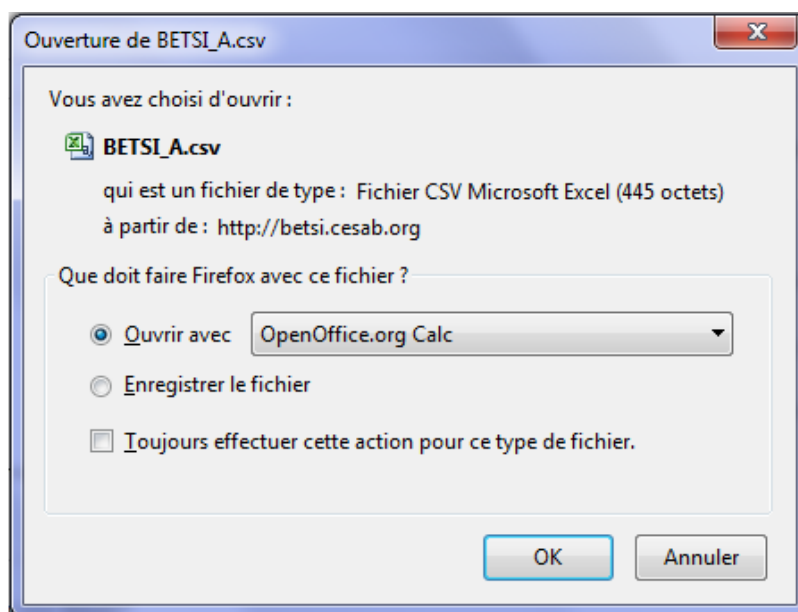 Ouverture de BETSI_A.csv
Vous avez choisi d'ouvrir :
BETSI_A.csv
qui est un fichier de type : Fichier CSV Microsoft Excel (445 octets)
à partir de : http://betsi.cesab.org
Que doit faire Firefox avec ce fichier ?
Ouvrir avec OpenOffice.org Calc
Enregistrer le fichier
Toujours effectuer cette action pour ce type de fichier.
OK Annuler